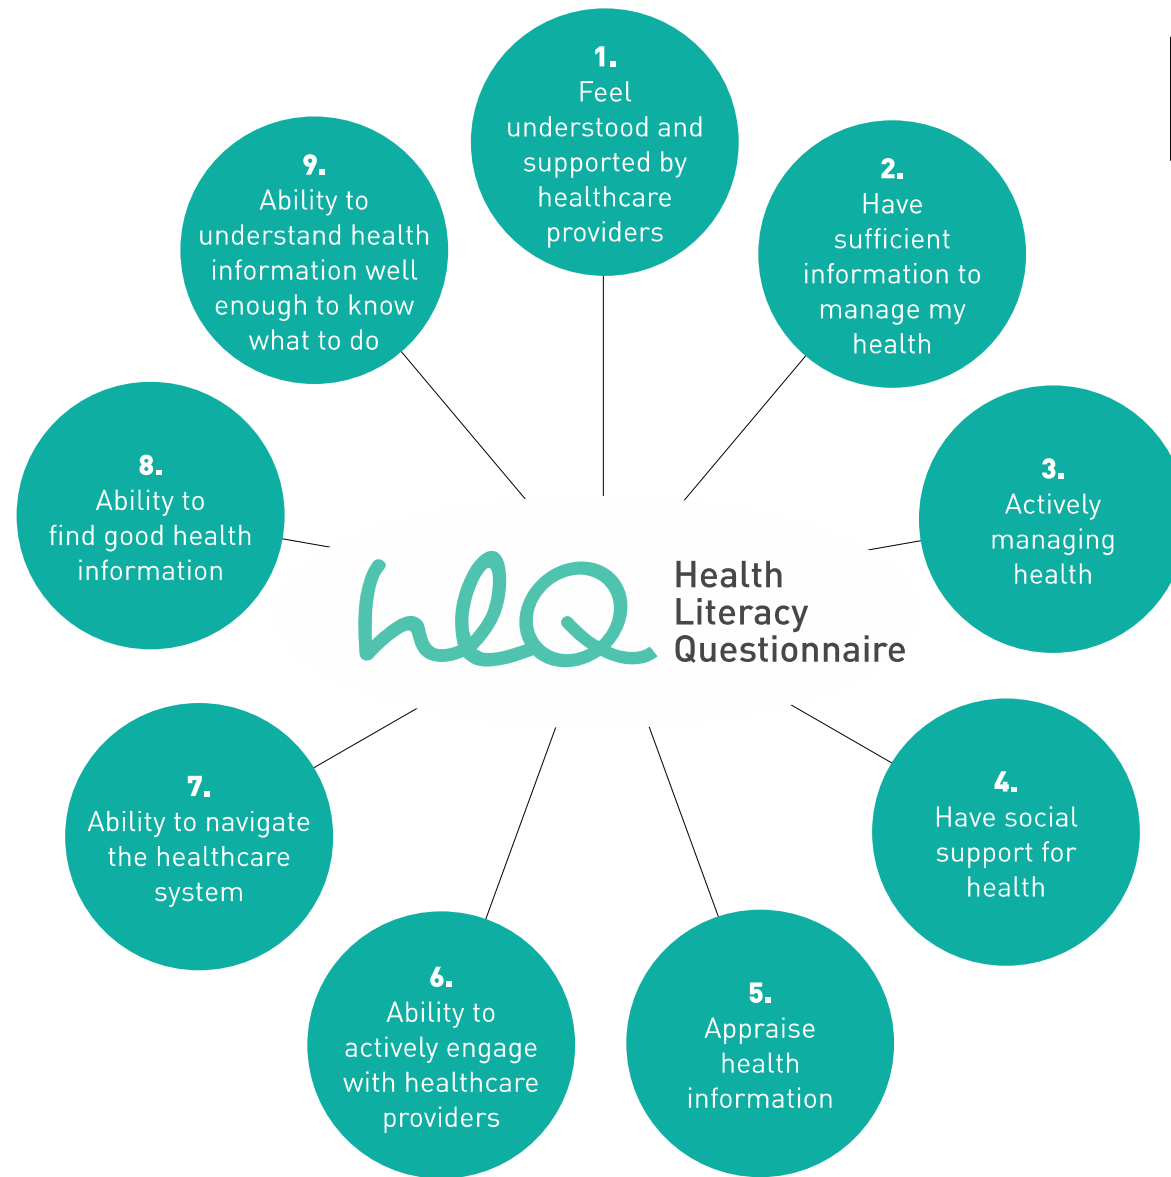 1.
Feel
understood and
supported by
healthcare
providers
2.
Have
sufficient
information to
manage my
health
3.
Actively
managing
health
4.
Have social
support for
health
5.
Appraise
health
information
6.
Ability to
actively engage
with healthcare
providers
7.
Ability to navigate
the healthcare
system
8.
Ability to
find good health
information
9.
Ability to
understand health
information well
enough to know
what to do
hlQ
Health
Literacy
Questionnaire